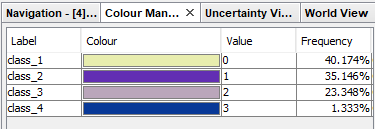 Navigation - [4]... Colour Man... × Uncertainty Vi... World View
Label Colour Value Frequency
class_1 0 40.174%
class_2 1 35.146%
class_3 2 23.348%
class_4 3 1.333%